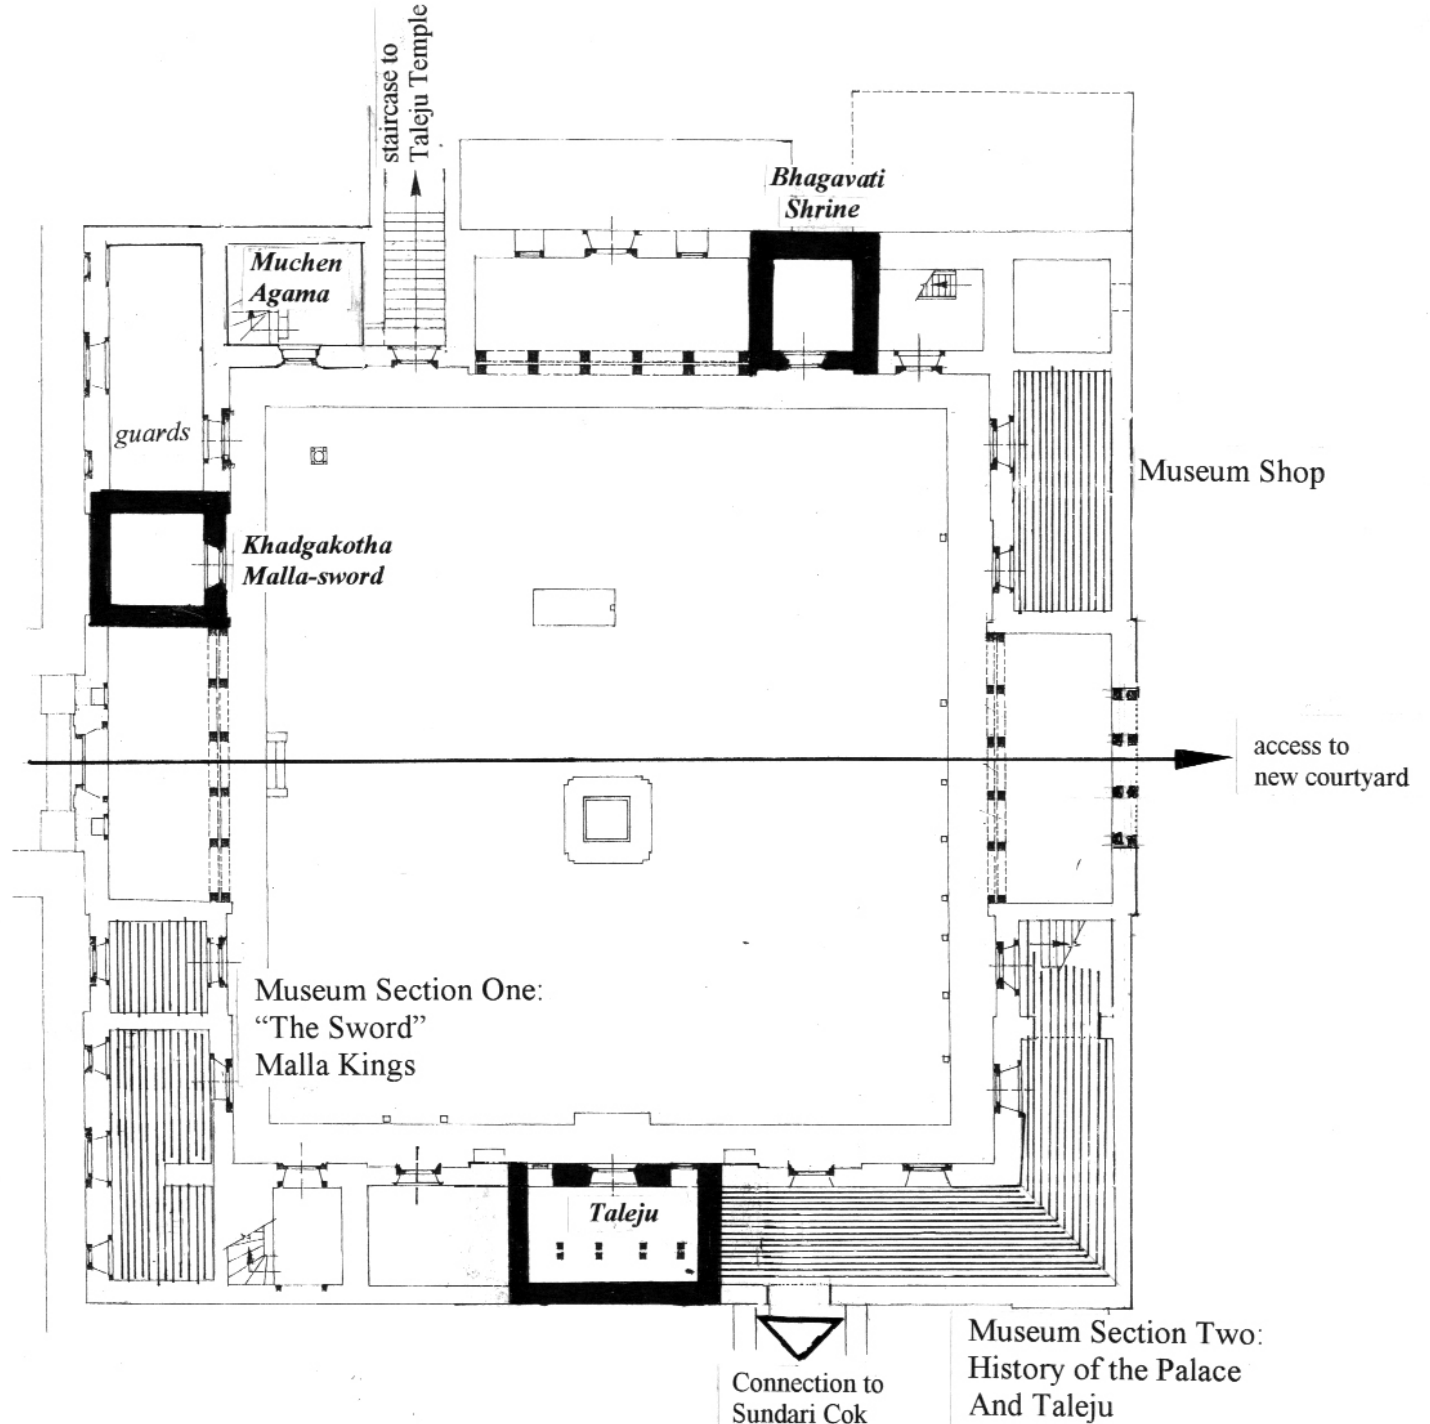 staircase to
Taleju Temple
Bhagavati
Shrine
Muchen
Agama
guards
Museum Shop
Khadgakotha
Malla-sword
access to
new courtyard
Museum Section One:
“The Sword”
Malla Kings
Taleju
Museum Section Two:
History of the Palace
And Taleju
Connection to
Sundari Cok